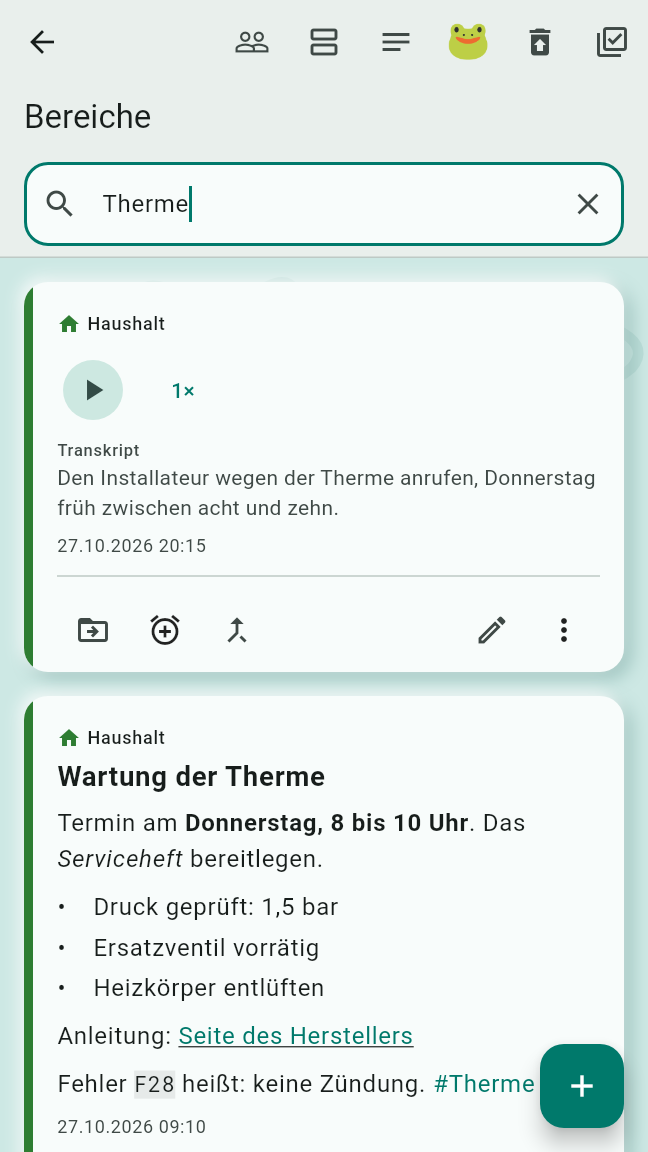 Bereiche
Therme
Haushalt
1×
Transkript
Den Installateur wegen der Therme anrufen, Donnerstag
früh zwischen acht und zehn.
27.10.2026 20:15
Haushalt
Wartung der Therme
Termin am Donnerstag, 8 bis 10 Uhr. Das
Serviceheft bereitlegen.
• Druck geprüft: 1,5 bar
• Ersatzventil vorrätig
• Heizkörper entlüften
Anleitung: Seite des Herstellers
Fehler F28 heißt: keine Zündung. #Therme
27.10.2026 09:10